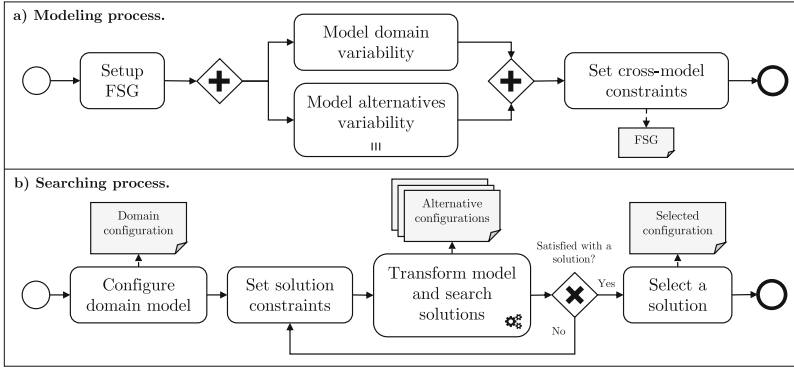 a) Modeling process.
Setup
FSG
Model domain
variability
Model alternatives
variability
Set cross-model
constraints
FSG
b) Searching process.
Domain
configuration
Alternative
configurations
Selected
configuration
Configure
domain model
Set solution
constraints
Transform model
and search
solutions
Satisfied with a
solution?
Yes
No
Select a
solution